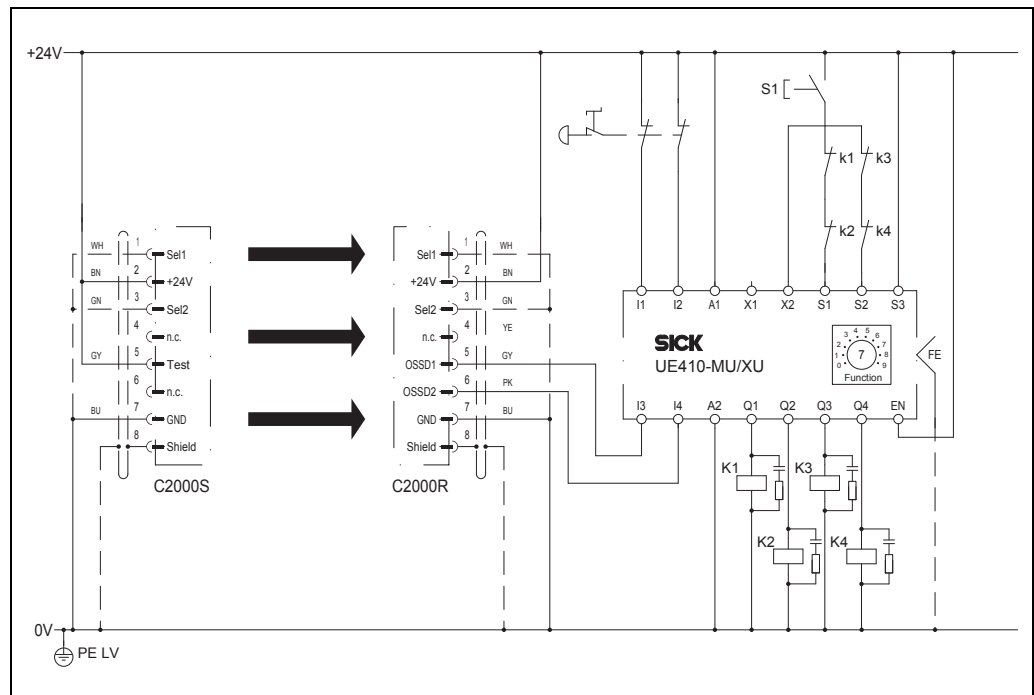 +24V
S1
k1
k3
k2
k4
WH
1
Sel1
BN
2
+24V
GN
3
Sel2
4
n.c.
GY
5
Test
6
n.c.
BU
7
GND
8
Shield
C2000S
Sel1
1
WH
+24V
2
BN
Sel2
3
GN
n.c.
4
YE
OSSD1
5
GY
OSSD2
6
PK
GND
7
BU
Shield
8
C2000R
I1
I2
A1
X1
X2
S1
S2
S3
SICK
UE410-MU/XU
0
1
2
3
4
5
6
7
8
9
7
Function
FE
I3
I4
A2
Q1
Q2
Q3
Q4
EN
K1
K3
K2
K4
0V
PE LV